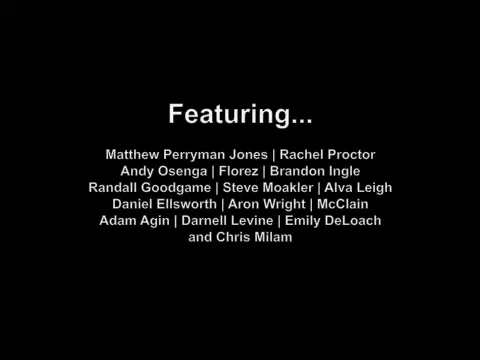 Featuring...
Matthew Perryman Jones | Rachel Proctor
Andy Osenga | Florez | Brandon Ingle
Randall Goodgame | Steve Moakler | Alva Leigh
Daniel Ellsworth | Aron Wright | McClain
Adam Agin | Darnell Levine | Emily DeLoach
and Chris Milam